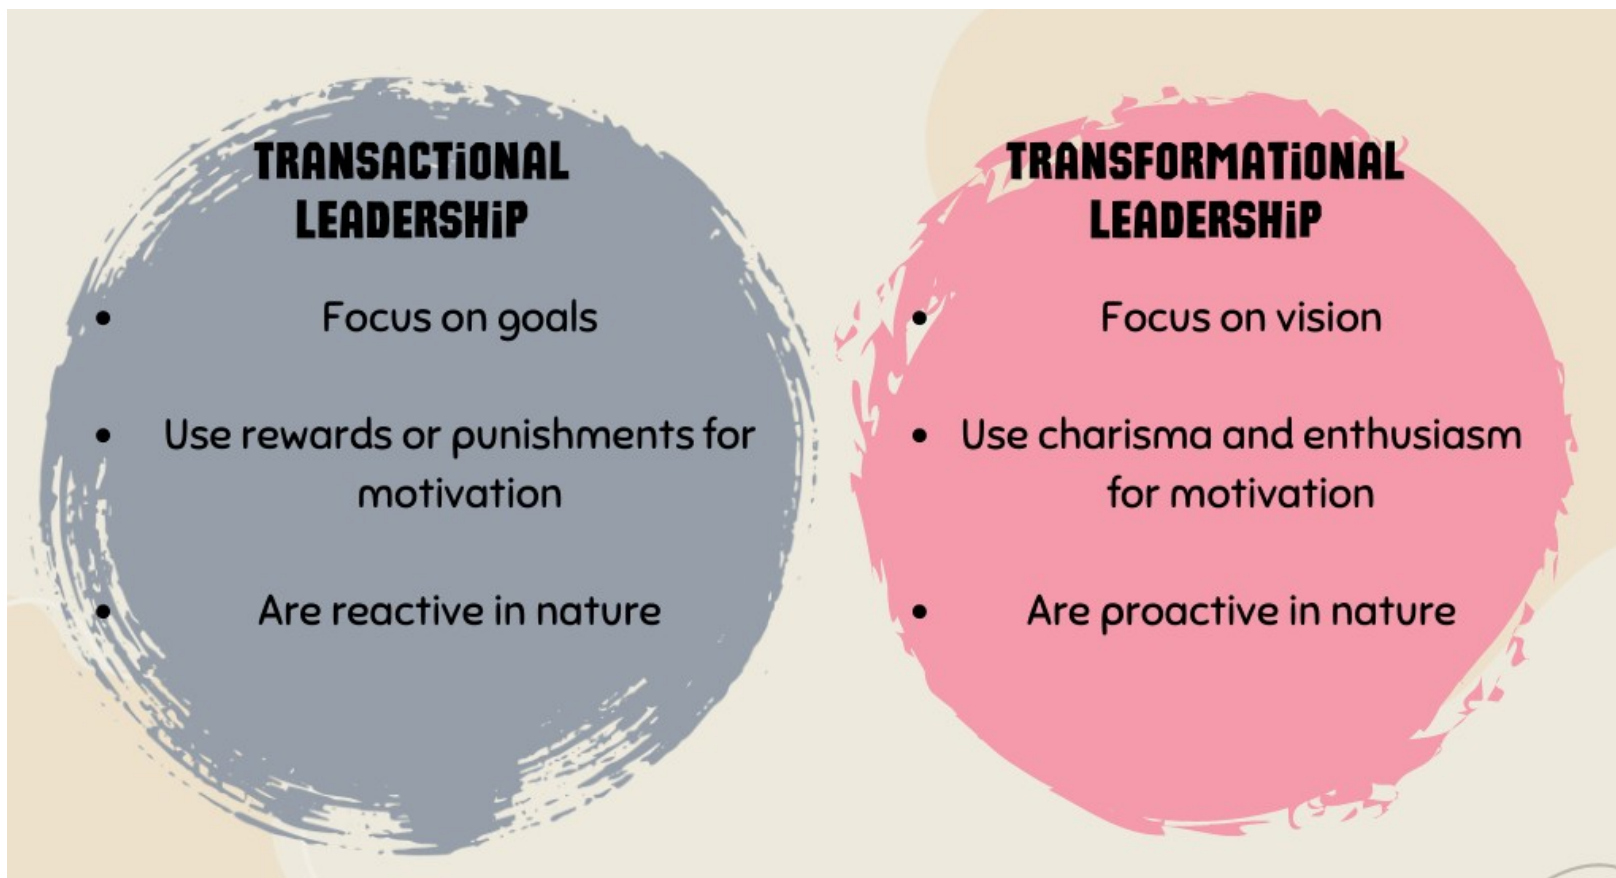 TRANSACTiONAL
LEADERSHiP
• Focus on goals
• Use rewards or punishments for
motivation
• Are reactive in nature
TRANSFORMATiONAL
LEADERSHiP
• Focus on vision
• Use charisma and enthusiasm
for motivation
• Are proactive in nature